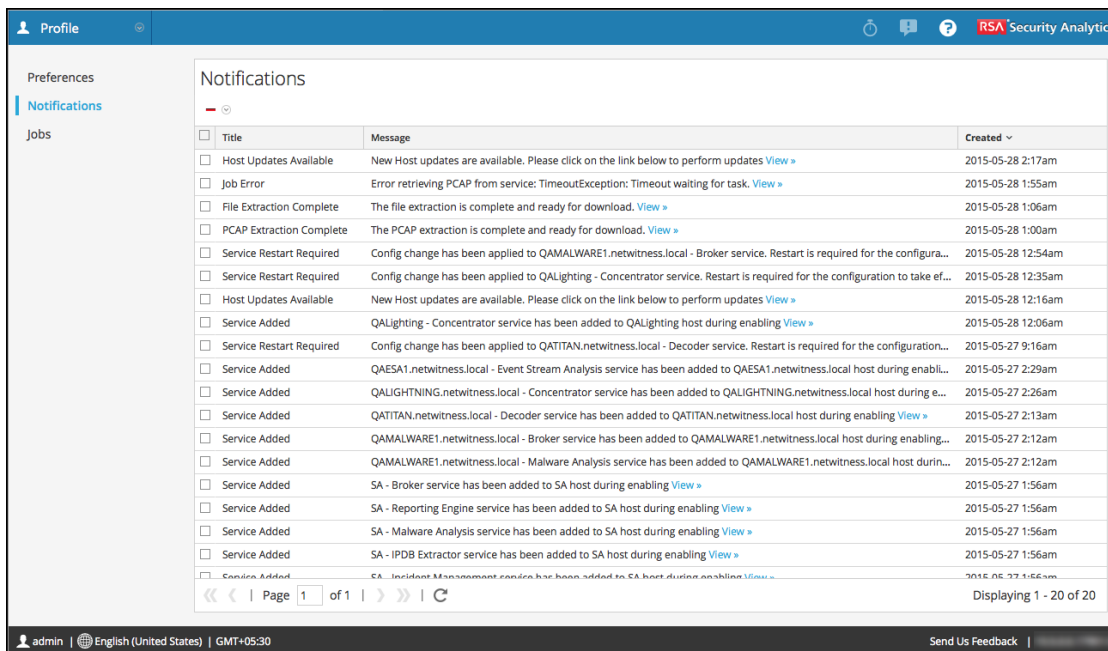 Profile
RSA Security Analytic
Preferences
Notifications
Jobs
Notifications
Title Message Created
Host Updates Available New Host updates are available. Please click on the link below to perform updates View » 2015-05-28 2:17am
Job Error Error retrieving PCAP from service: TimeoutException: Timeout waiting for task. View » 2015-05-28 1:55am
File Extraction Complete The file extraction is complete and ready for download. View » 2015-05-28 1:06am
PCAP Extraction Complete The PCAP extraction is complete and ready for download. View » 2015-05-28 1:00am
Service Restart Required Config change has been applied to QAMALWARE1.netwitness.local - Broker service. Restart is required for the configura... 2015-05-28 12:54am
Service Restart Required Config change has been applied to QALighting - Concentrator service. Restart is required for the configuration to take ef... 2015-05-28 12:35am
Host Updates Available New Host updates are available. Please click on the link below to perform updates View » 2015-05-28 12:16am
Service Added QALighting - Concentrator service has been added to QALighting host during enabling View » 2015-05-28 12:06am
Service Restart Required Config change has been applied to QATITAN.netwitness.local - Decoder service. Restart is required for the configuration... 2015-05-27 9:16am
Service Added QAESA1.netwitness.local - Event Stream Analysis service has been added to QAESA1.netwitness.local host during enabli... 2015-05-27 2:29am
Service Added QALIGHTNING.netwitness.local - Concentrator service has been added to QALIGHTNING.netwitness.local host during e... 2015-05-27 2:26am
Service Added QATITAN.netwitness.local - Decoder service has been added to QATITAN.netwitness.local host during enabling View » 2015-05-27 2:13am
Service Added QAMALWARE1.netwitness.local - Broker service has been added to QAMALWARE1.netwitness.local host during enabling... 2015-05-27 2:12am
Service Added QAMALWARE1.netwitness.local - Malware Analysis service has been added to QAMALWARE1.netwitness.local host durin... 2015-05-27 2:12am
Service Added SA - Broker service has been added to SA host during enabling View » 2015-05-27 1:56am
Service Added SA - Reporting Engine service has been added to SA host during enabling View » 2015-05-27 1:56am
Service Added SA - Malware Analysis service has been added to SA host during enabling View » 2015-05-27 1:56am
Service Added SA - IPDB Extractor service has been added to SA host during enabling View » 2015-05-27 1:56am
Service Added SA - Incident Management service has been added to SA host during enabling View » 2015-05-27 1:56am
Page 1 of 1 Displaying 1 - 20 of 20
admin | English (United States) | GMT+05:30 Send Us Feedback |